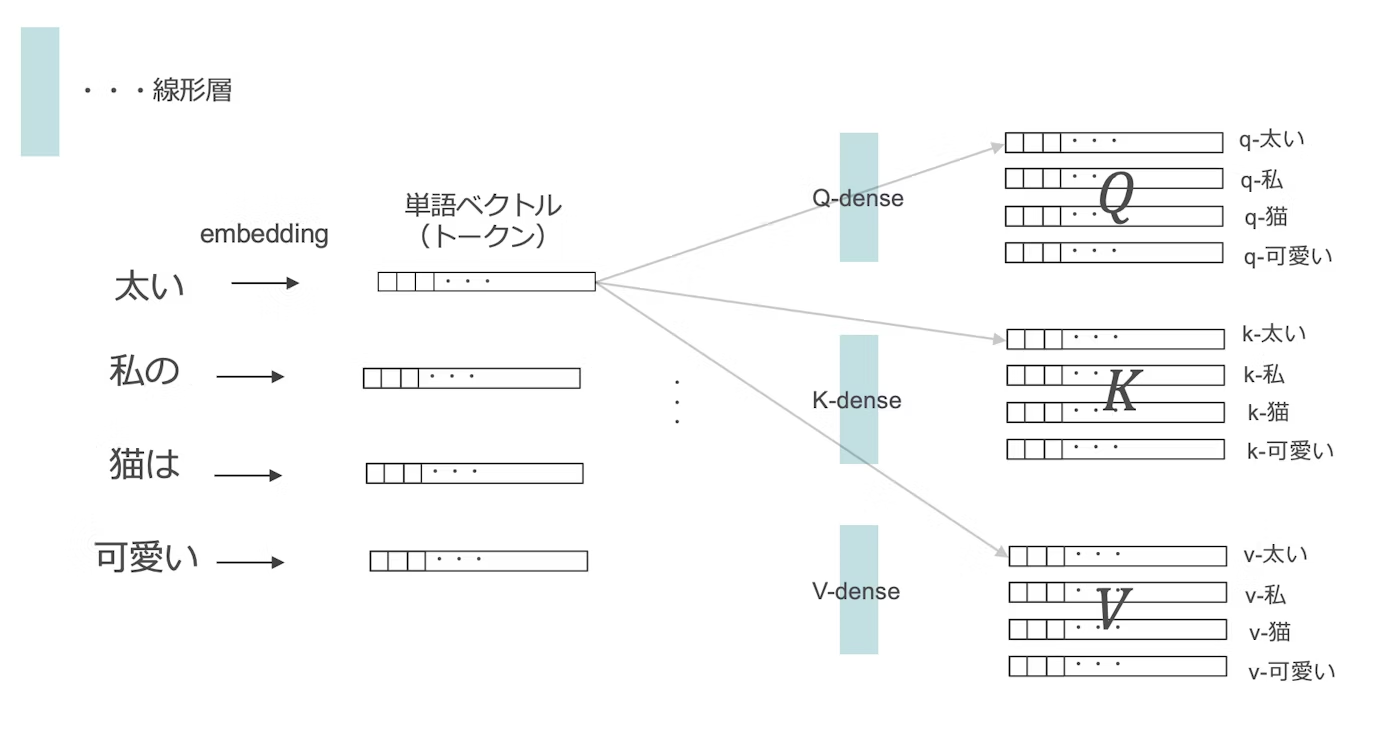 ・・・線形層
embedding
単語ベクトル
（トークン）
太い
・・・
私の
・・・
猫は
・・・
可愛い
・・・
・
・
・
Q-dense
K-dense
V-dense
・・・
q-太い
・・
q-私
・・
q-猫
・・・
q-可愛い
Q
・・・
k-太い
・・
k-私
・・・
k-猫
・・・
k-可愛い
K
・・・
v-太い
・・・
v-私
・・・
v-猫
・・・
v-可愛い
V